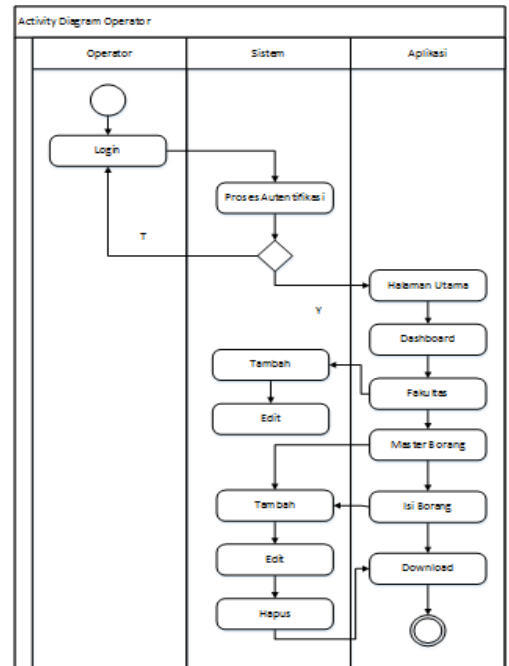 Activity Diagram Operator
Operator
Sistem
Aplikasi
Login
Proses Autentifikasi
T
Halaman Utama
Y
Dashboard
Tambah
Fakultas
Edit
Master Borang
Tambah
Isi Borang
Edit
Download
Hapus